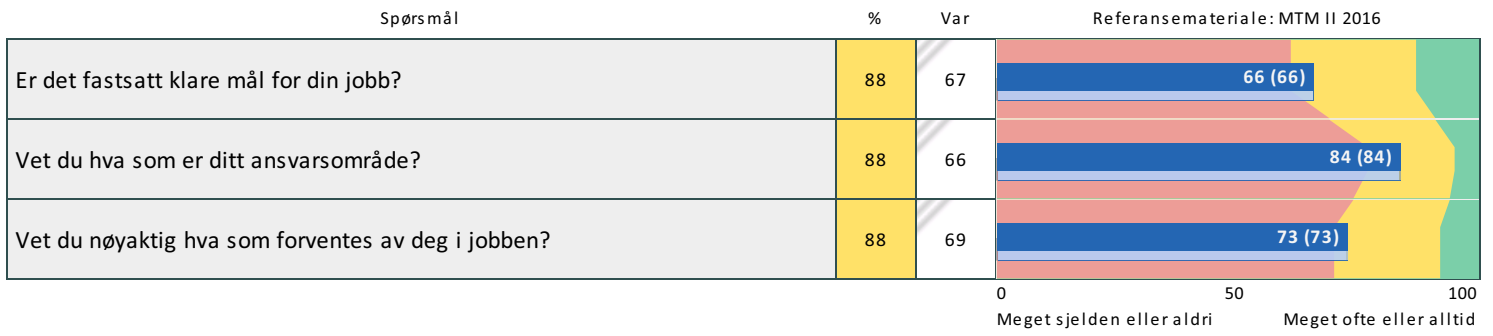 Spørsmål % Var Referansemateriale: MTM II 2016
Er det fastsatt klare mål for din jobb? 88 67 66 (66)
Vet du hva som er ditt ansvarsområde? 88 66 84 (84)
Vet du nøyaktig hva som forventes av deg i jobben? 88 69 73 (73)
0 50 100
Meget sjelden eller aldri Meget ofte eller alltid